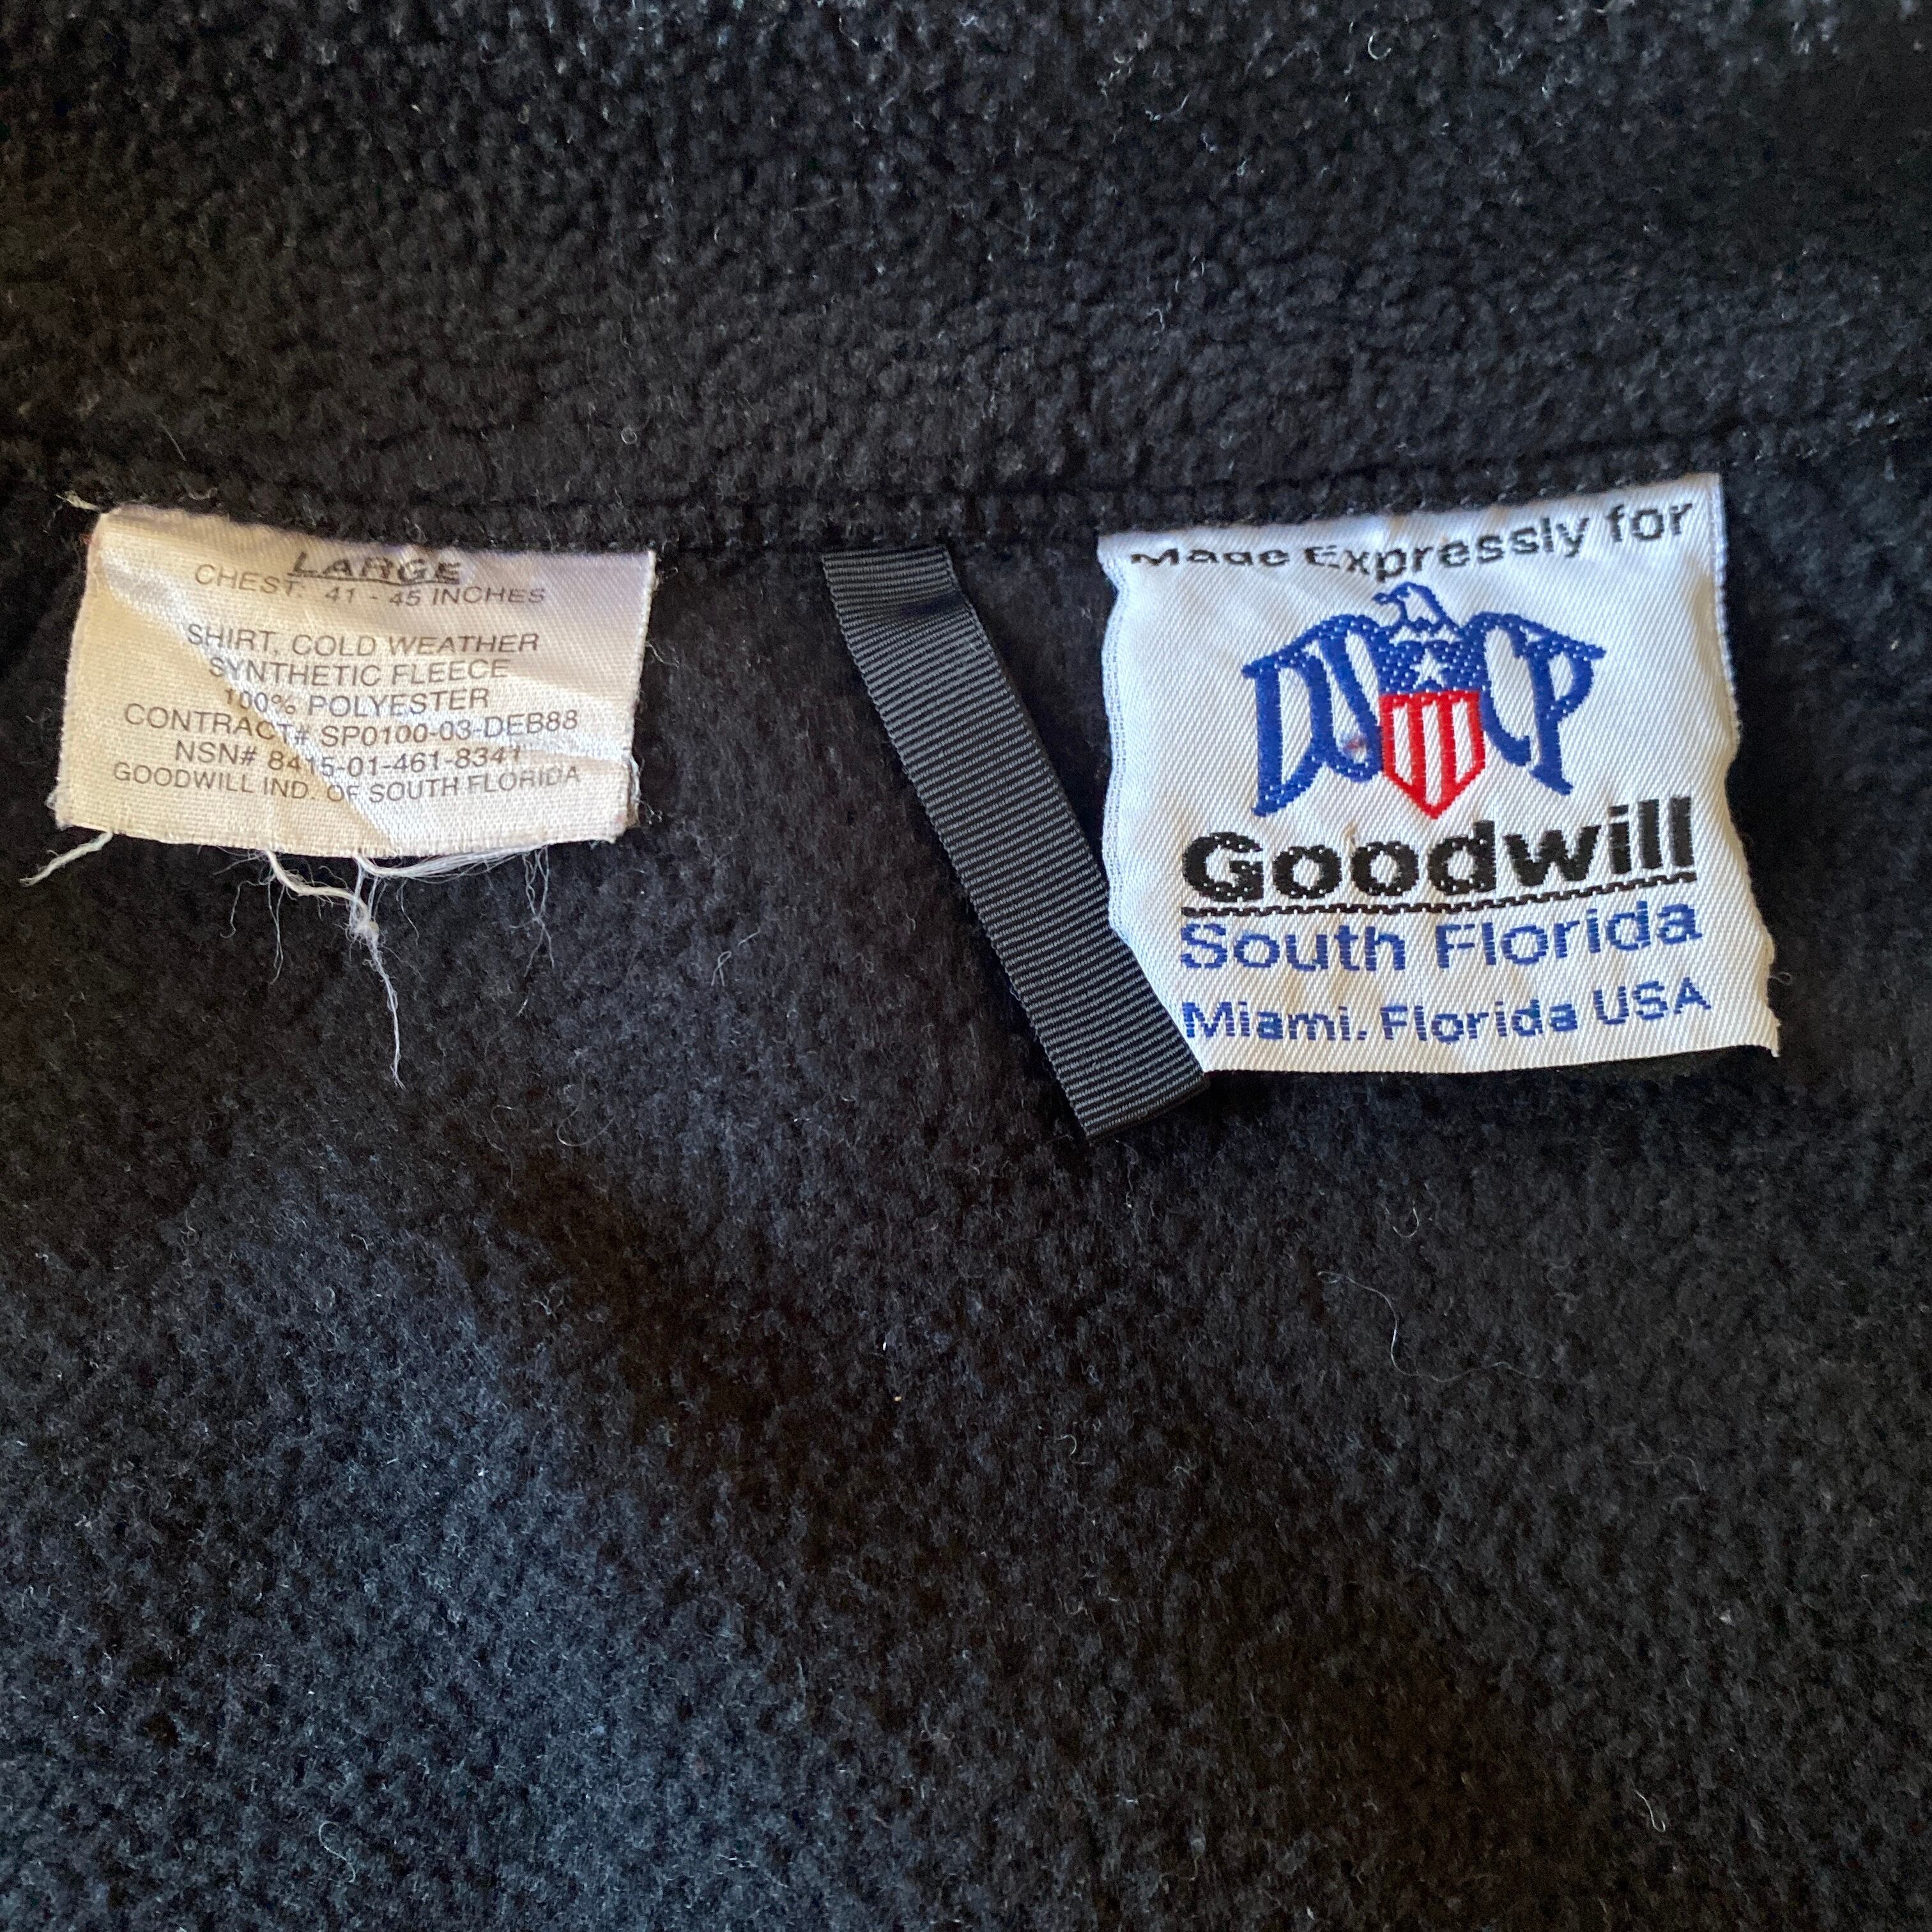 LARGE
CHEST: 41 - 45 INCHES
SHIRT, COLD WEATHER
SYNTHETIC FLEECE
100% POLYESTER
CONTRACT# SP0100-03-DEB88
NSN# 8415-01-461-8341
GOODWILL IND. OF SOUTH FLORIDA
Made Expressly for
DSCP
Goodwill
South Florida
Miami, Florida USA